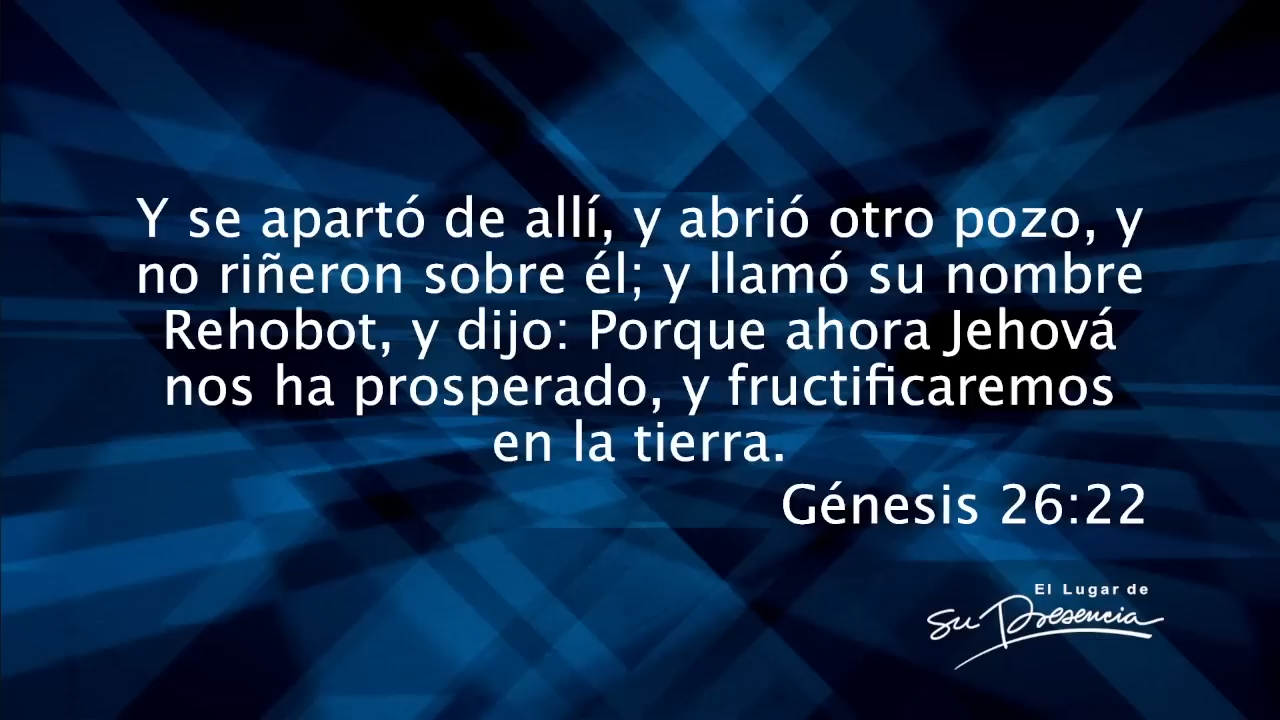 Y se apartó de allí, y abrió otro pozo, y
no riñeron sobre él; y llamó su nombre
Rehobot, y dijo: Porque ahora Jehová
nos ha prosperado, y fructificaremos
en la tierra.
Génesis 26:22
El Lugar de
Su Presencia